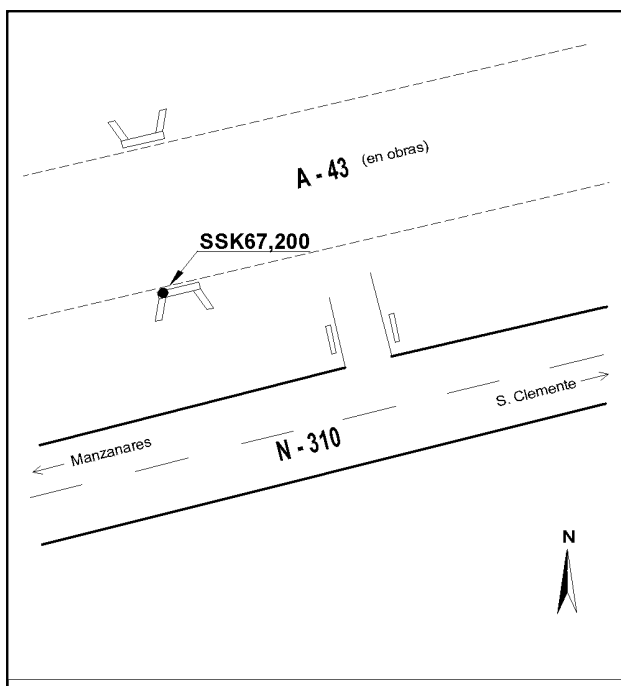 A - 43 (en obras)
SSK67,200
S. Clemente
Manzanares
N - 310
N